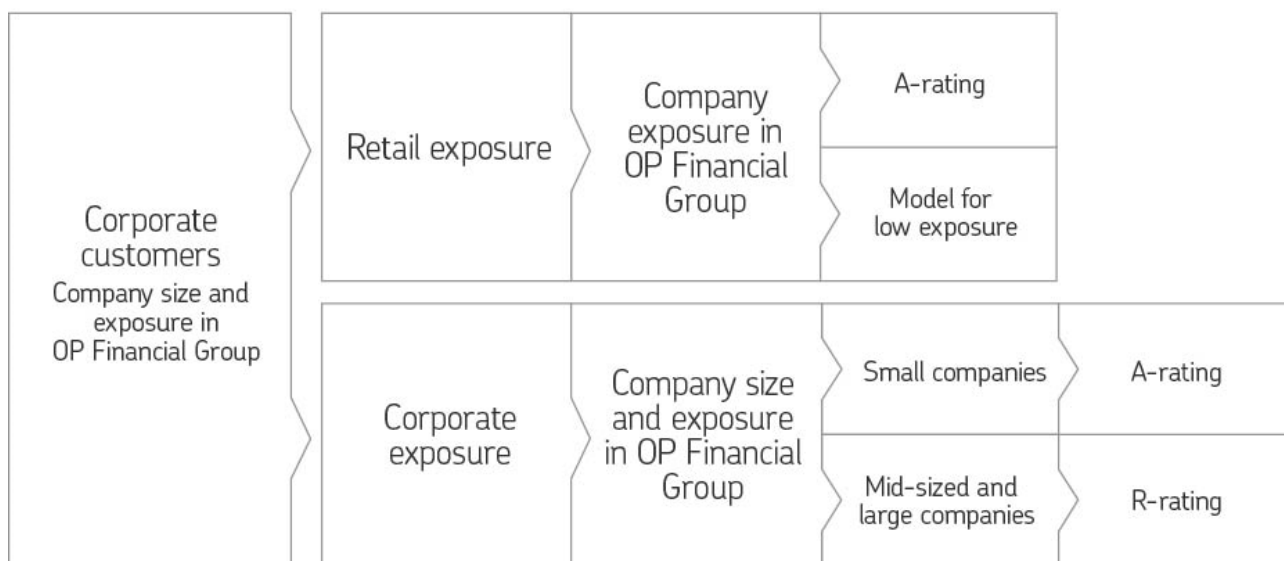 Corporate
customers
Company size and
exposure in
OP Financial Group
Retail exposure
Company
exposure in
OP Financial
Group
A-rating
Model for
low exposure
Corporate
exposure
Company size
and exposure
in OP Financial
Group
Small companies
A-rating
Mid-sized and
large companies
R-rating